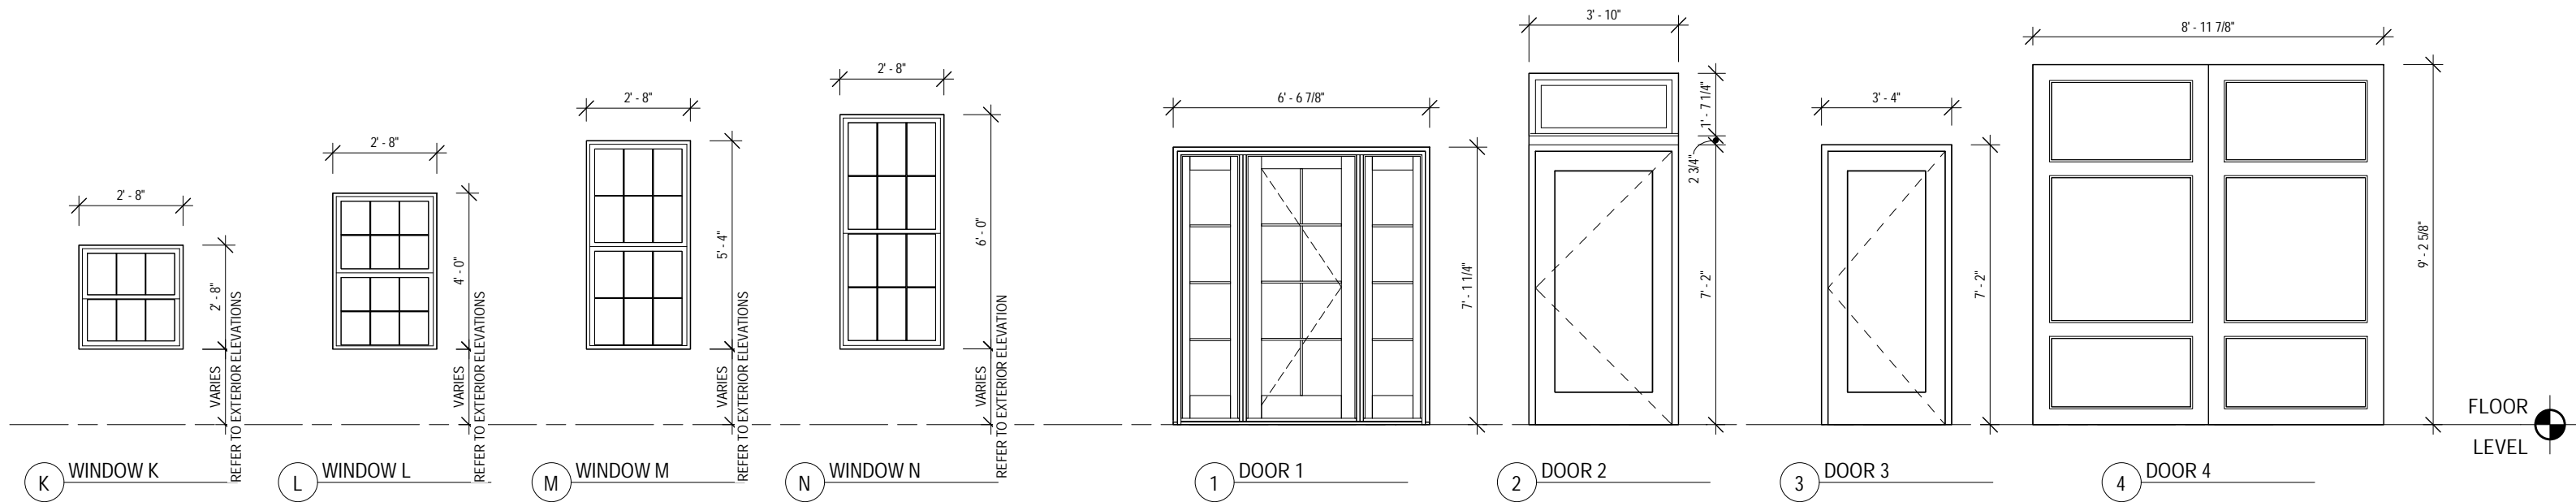 2' - 8"
2' - 8"
VARIES
REFER TO EXTERIOR ELEVATIONS
K
WINDOW K
2' - 8"
4' - 0"
VARIES
REFER TO EXTERIOR ELEVATIONS
L
WINDOW L
2' - 8"
5' - 4"
VARIES
REFER TO EXTERIOR ELEVATIONS
M
WINDOW M
2' - 8"
6' - 0"
VARIES
REFER TO EXTERIOR ELEVATION
N
WINDOW N
6' - 6 7/8"
7' - 1 1/4"
1
DOOR 1
3' - 10"
1' - 7 1/4"
2 3/4"
7' - 2"
2
DOOR 2
3' - 4"
7' - 2"
3
DOOR 3
8' - 11 7/8"
9' - 2 5/8"
4
DOOR 4
FLOOR
LEVEL